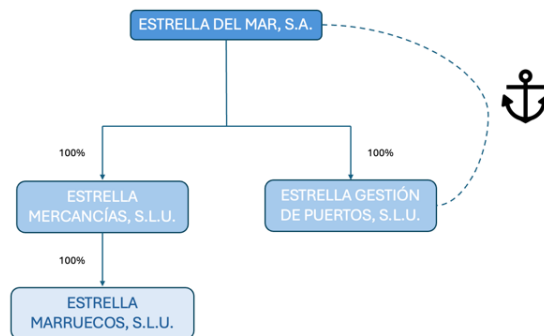 ESTRELLA DEL MAR, S.A.
100%
100%
ESTRELLA
MERCANCÍAS, S.L.U.
ESTRELLA GESTIÓN
DE PUERTOS, S.L.U.
100%
ESTRELLA
MARRUECOS, S.L.U.